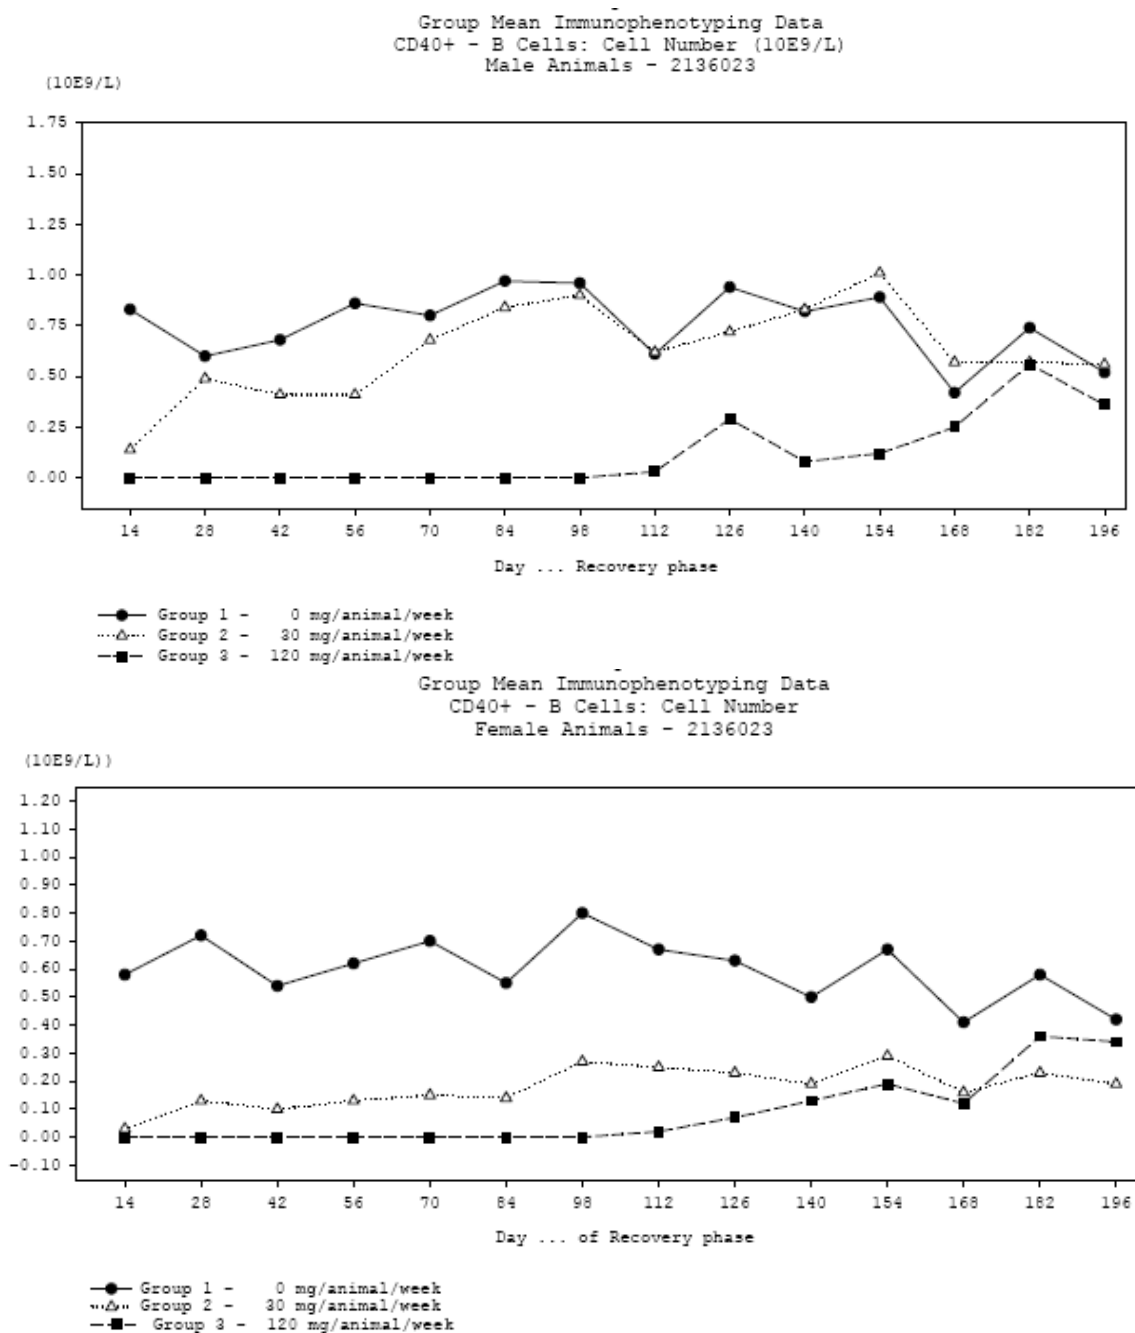 Group Mean Immunophenotyping Data
CD40+ - B Cells: Cell Number (10E9/L)
Male Animals - 2136023
(10E9/L)
1.75
1.50
1.25
1.00
0.75
0.50
0.25
0.00
14 28 42 56 70 84 98 112 126 140 154 168 182 196
Day ... Recovery phase
Group 1 - 0 mg/animal/week
Group 2 - 30 mg/animal/week
Group 3 - 120 mg/animal/week
Group Mean Immunophenotyping Data
CD40+ - B Cells: Cell Number
Female Animals - 2136023
(10E9/L))
1.20
1.10
1.00
0.90
0.80
0.70
0.60
0.50
0.40
0.30
0.20
0.10
0.00
-0.10
14 28 42 56 70 84 98 112 126 140 154 168 182 196
Day ... of Recovery phase
Group 1 - 0 mg/animal/week
Group 2 - 30 mg/animal/week
Group 3 - 120 mg/animal/week